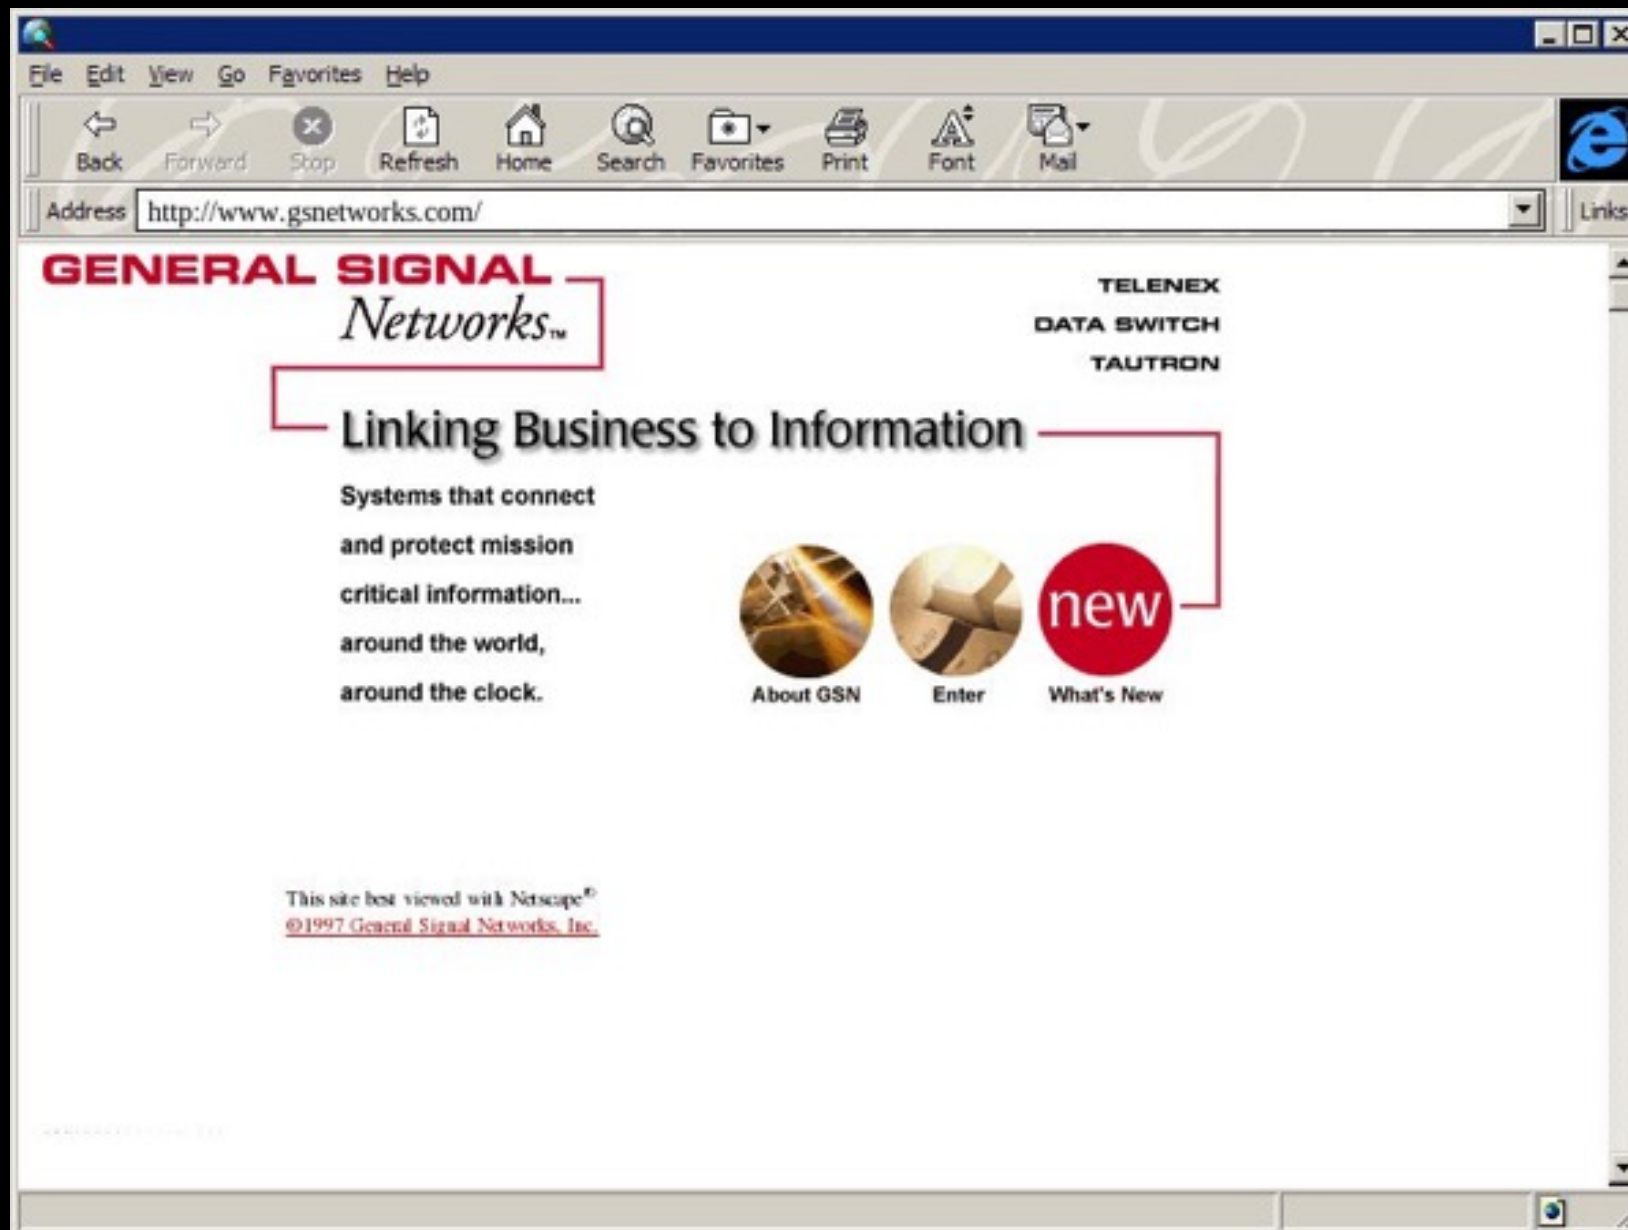 File Edit View Go Favorites Help
Back Forward Stop Refresh Home Search Favorites Print Font Mail
Address http://www.gsnetworks.com/ Links
GENERAL SIGNAL
Networks™
TELENEX
DATA SWITCH
TAUTRON
Linking Business to Information
Systems that connect
and protect mission
critical information...
around the world,
around the clock.
new
About GSN Enter What's New
This site best viewed with Netscape©
©1997 General Signal Networks, Inc.